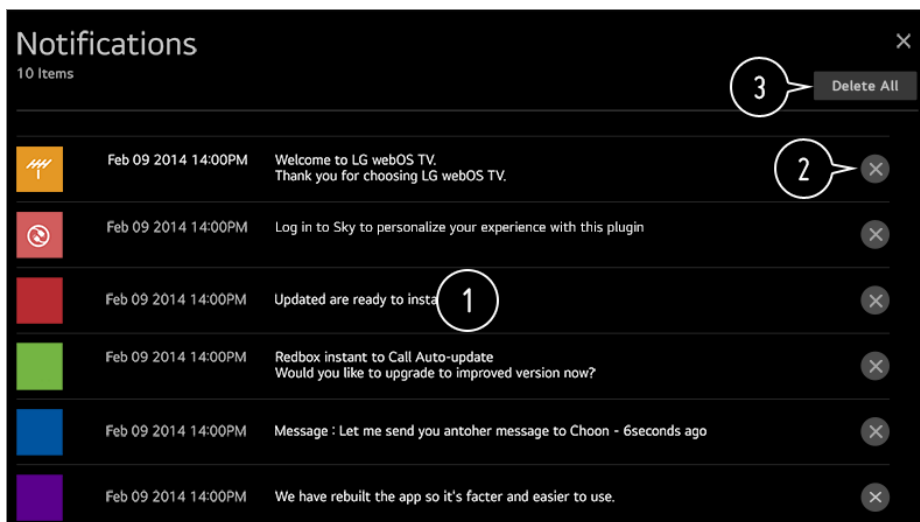 Notifications
10 Items
3
Delete All
Feb 09 2014 14:00PM
Welcome to LG webOS TV.
Thank you for choosing LG webOS TV.
2
Feb 09 2014 14:00PM
Log in to Sky to personalize your experience with this plugin
Feb 09 2014 14:00PM
Updated are ready to insta
1
Feb 09 2014 14:00PM
Redbox instant to Call Auto-update
Would you like to upgrade to improved version now?
Feb 09 2014 14:00PM
Message : Let me send you antoher message to Choon - 6seconds ago
Feb 09 2014 14:00PM
We have rebuilt the app so it's facter and easier to use.